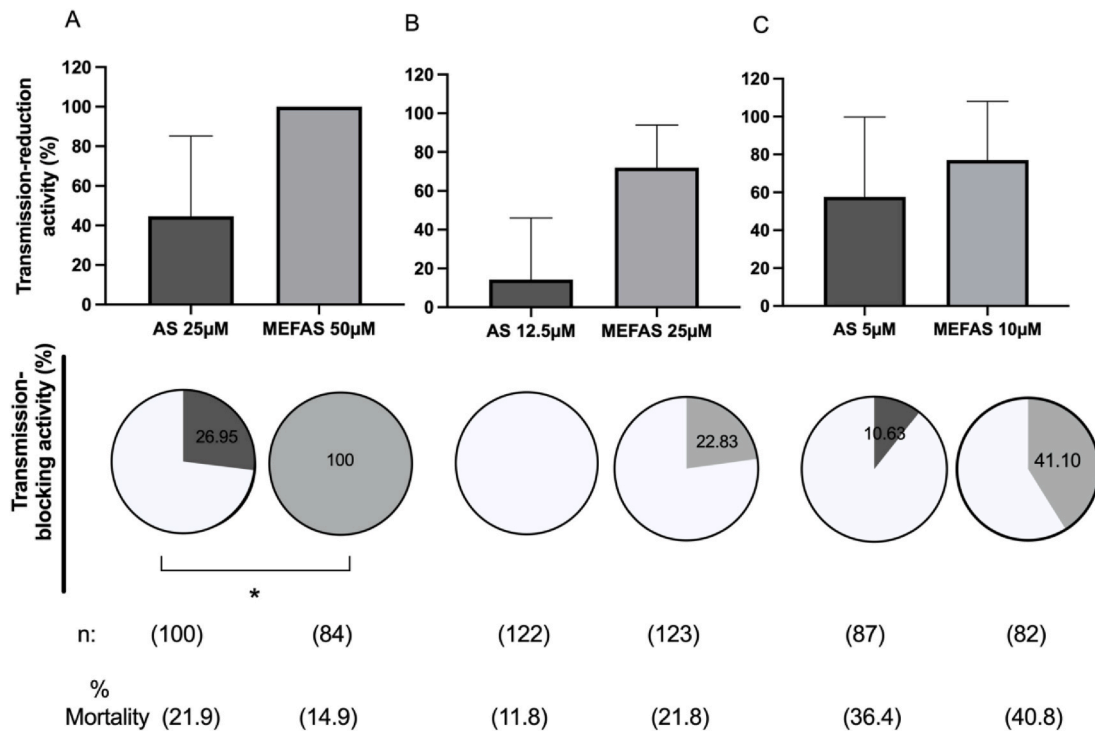 A
B
C
Transmission-reduction
activity (%)
120
100
80
60
40
20
0
AS 25µM
MEFAS 50µM
120
100
80
60
40
20
0
AS 12.5µM
MEFAS 25µM
120
100
80
60
40
20
0
AS 5µM
MEFAS 10µM
Transmission-
blocking activity (%)
26.95
100
22.83
10.63
41.10
*
n: (100) (84) (122) (123) (87) (82)
%
Mortality (21.9) (14.9) (11.8) (21.8) (36.4) (40.8)